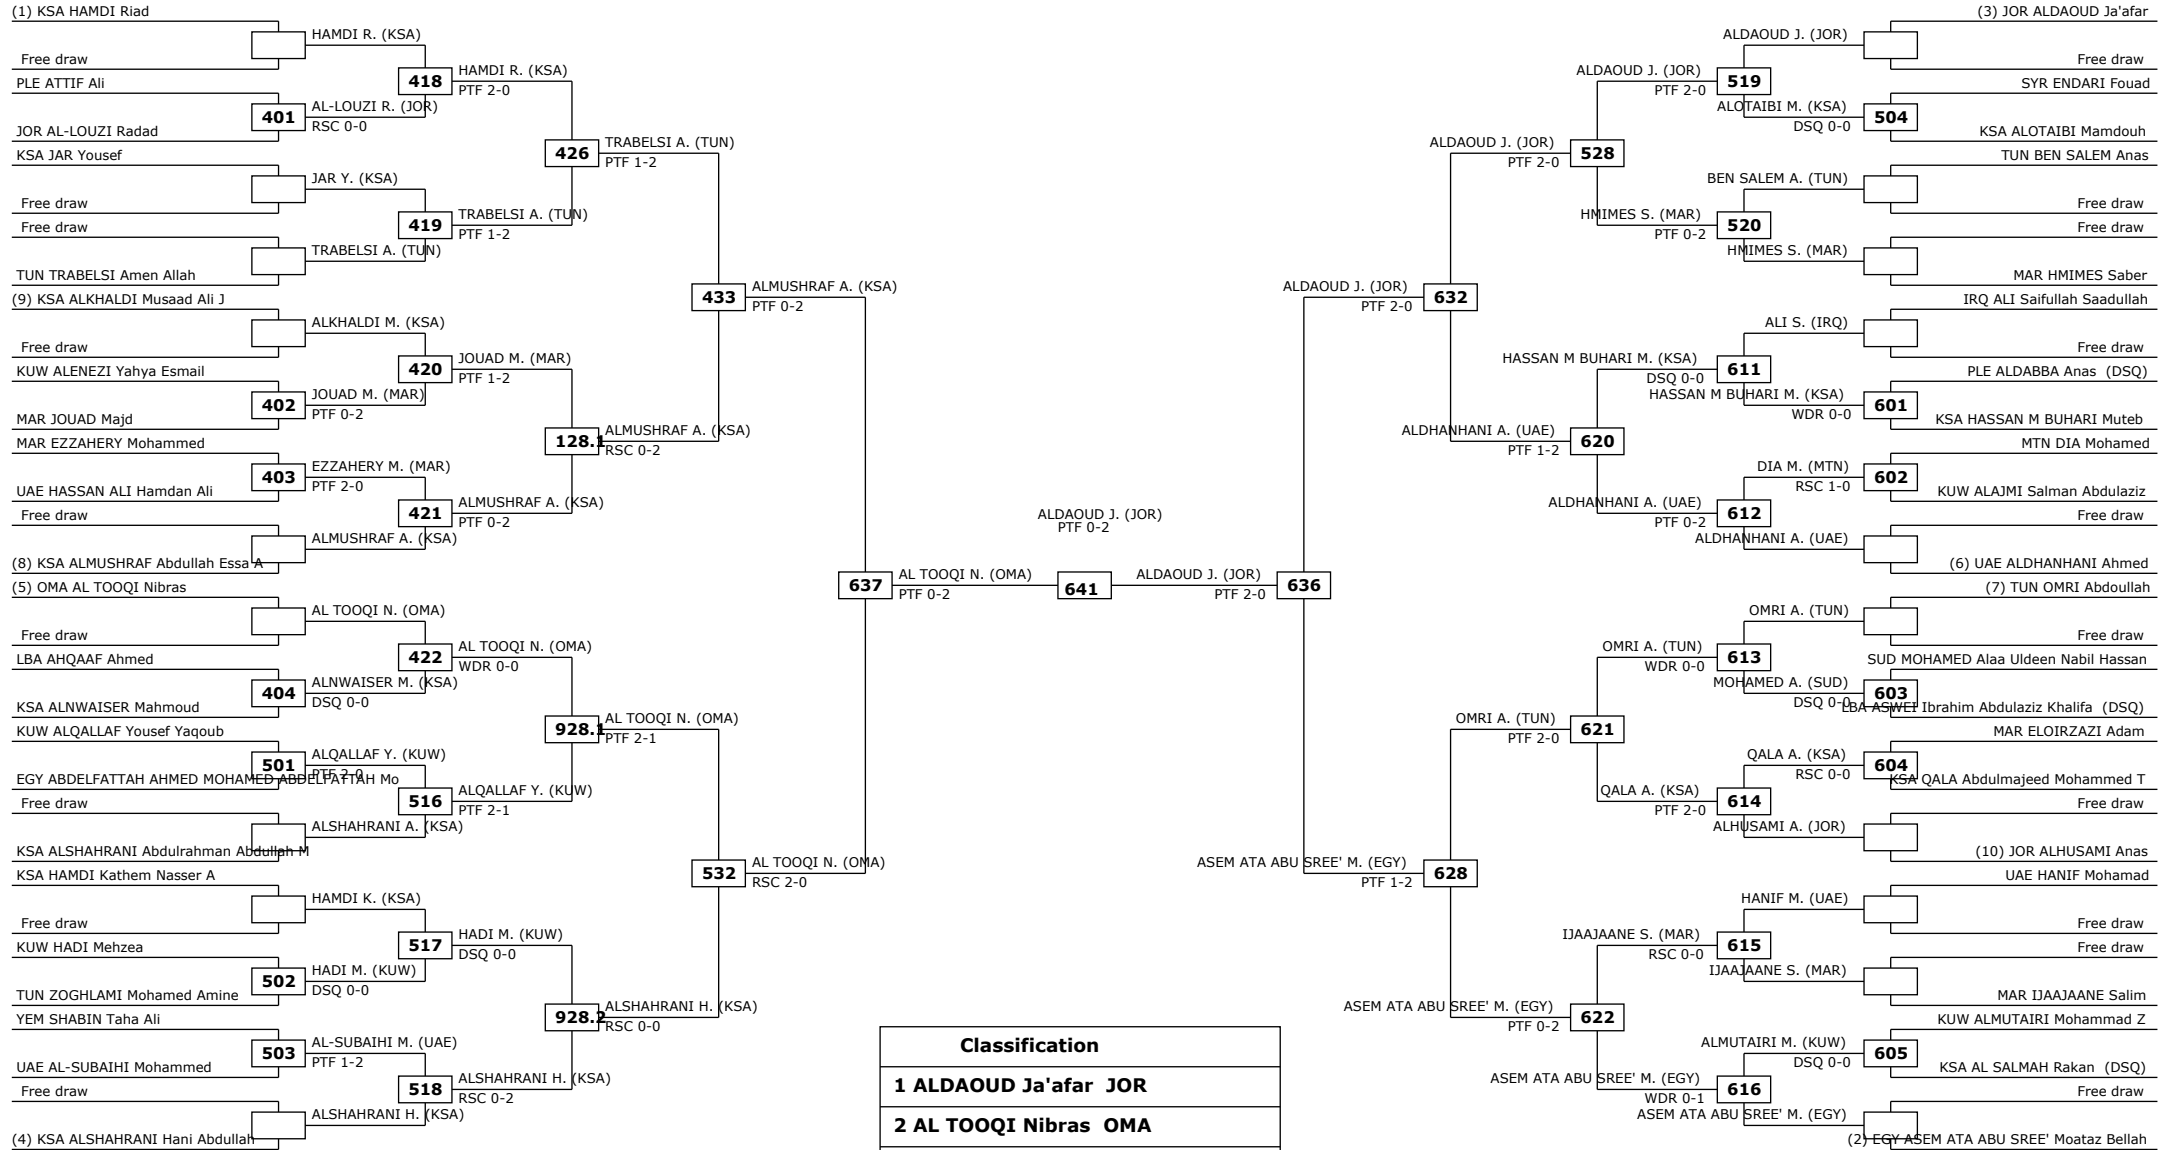 (1) KSA HAMDI Riad
HAMDI R. (KSA)
Free draw
418
HAMDI R. (KSA)
PTF 2-0
PLE ATTIF Ali
401
AL-LOUZI R. (JOR)
RSC 0-0
JOR AL-LOUZI Radad
426
TRABELSI A. (TUN)
PTF 1-2
KSA JAR Yousef
JAR Y. (KSA)
Free draw
419
TRABELSI A. (TUN)
PTF 1-2
Free draw
TRABELSI A. (TUN)
TUN TRABELSI Amen Allah
433
ALMUSHRAF A. (KSA)
PTF 0-2
(9) KSA ALKHALDI Musaad Ali J
ALKHALDI M. (KSA)
Free draw
420
JOUAD M. (MAR)
PTF 1-2
KUW ALENEZI Yahya Esmail
402
JOUAD M. (MAR)
PTF 0-2
MAR JOUAD Majd
128.1
ALMUSHRAF A. (KSA)
RSC 0-2
MAR EZZAHERY Mohammed
403
EZZAHERY M. (MAR)
PTF 2-0
UAE HASSAN ALI Hamdan Ali
421
ALMUSHRAF A. (KSA)
PTF 0-2
Free draw
ALMUSHRAF A. (KSA)
(8) KSA ALMUSHRAF Abdullah Essa A
637
AL TOOQI N. (OMA)
PTF 0-2
(5) OMA AL TOOQI Nibras
AL TOOQI N. (OMA)
Free draw
422
AL TOOQI N. (OMA)
WDR 0-0
LBA AHQAAF Ahmed
404
ALNWAISER M. (KSA)
DSQ 0-0
KSA ALNWAISER Mahmoud
928.1
AL TOOQI N. (OMA)
PTF 2-1
KUW ALQALLAF Yousef Yaqoub
501
ALQALLAF Y. (KUW)
PTF 2-0
EGY ABDELFATTAH AHMED MOHAMED ABDELFATTAH Mo
516
ALQALLAF Y. (KUW)
PTF 2-1
Free draw
ALSHAHRANI A. (KSA)
KSA ALSHAHRANI Abdulrahman Abdullah M
532
AL TOOQI N. (OMA)
RSC 2-0
KSA HAMDI Kathem Nasser A
HAMDI K. (KSA)
Free draw
517
HADI M. (KUW)
DSQ 0-0
KUW HADI Mehzea
502
HADI M. (KUW)
DSQ 0-0
TUN ZOGHLAMI Mohamed Amine
928.2
ALSHAHRANI H. (KSA)
RSC 0-0
YEM SHABIN Taha Ali
503
AL-SUBAIHI M. (UAE)
PTF 1-2
UAE AL-SUBAIHI Mohammed
518
ALSHAHRANI H. (KSA)
RSC 0-2
Free draw
ALSHAHRANI H. (KSA)
(4) KSA ALSHAHRANI Hani Abdullah
ALDAOUD J. (JOR)
PTF 0-2
641
(3) JOR ALDAOUD Ja'afar
ALDAOUD J. (JOR)
Free draw
ALDAOUD J. (JOR)
PTF 2-0
519
SYR ENDARI Fouad
ALOTAIBI M. (KSA)
DSQ 0-0
504
KSA ALOTAIBI Mamdouh
ALDAOUD J. (JOR)
PTF 2-0
528
TUN BEN SALEM Anas
BEN SALEM A. (TUN)
Free draw
HMIMES S. (MAR)
PTF 0-2
520
Free draw
HMIMES S. (MAR)
MAR HMIMES Saber
ALDAOUD J. (JOR)
PTF 2-0
632
IRQ ALI Saifullah Saadullah
ALI S. (IRQ)
Free draw
HASSAN M BUHARI M. (KSA)
DSQ 0-0
611
PLE ALDABBA Anas (DSQ)
HASSAN M BUHARI M. (KSA)
WDR 0-0
601
KSA HASSAN M BUHARI Muteb
ALDHANHANI A. (UAE)
PTF 1-2
620
MTN DIA Mohamed
DIA M. (MTN)
RSC 1-0
602
KUW ALAJMI Salman Abdulaziz
ALDHANHANI A. (UAE)
PTF 0-2
612
Free draw
ALDHANHANI A. (UAE)
(6) UAE ALDHANHANI Ahmed
ALDAOUD J. (JOR)
PTF 2-0
636
(7) TUN OMRI Abdoullah
OMRI A. (TUN)
Free draw
OMRI A. (TUN)
WDR 0-0
613
SUD MOHAMED Alaa Uldeen Nabil Hassan
MOHAMED A. (SUD)
DSQ 0-0
603
LBA ASWEI Ibrahim Abdulaziz Khalifa (DSQ)
OMRI A. (TUN)
PTF 2-0
621
MAR ELOIRZAZI Adam
QALA A. (KSA)
RSC 0-0
604
KSA QALA Abdulmajeed Mohammed T
QALA A. (KSA)
PTF 2-0
614
Free draw
ALHUSAMI A. (JOR)
(10) JOR ALHUSAMI Anas
ASEM ATA ABU SREE' M. (EGY)
PTF 1-2
628
UAE HANIF Mohamad
HANIF M. (UAE)
Free draw
IJAAJAANE S. (MAR)
RSC 0-0
615
Free draw
IJAAJAANE S. (MAR)
MAR IJAAJAANE Salim
ASEM ATA ABU SREE' M. (EGY)
PTF 0-2
622
KUW ALMUTAIRI Mohammad Z
ALMUTAIRI M. (KUW)
DSQ 0-0
605
KSA AL SALMAH Rakan (DSQ)
ASEM ATA ABU SREE' M. (EGY)
WDR 0-1
616
Free draw
ASEM ATA ABU SREE' M. (EGY)
(2) EGY ASEM ATA ABU SREE' Moataz Bellah
Classification
1 ALDAOUD Ja'afar JOR
2 AL TOOQI Nibras OMA